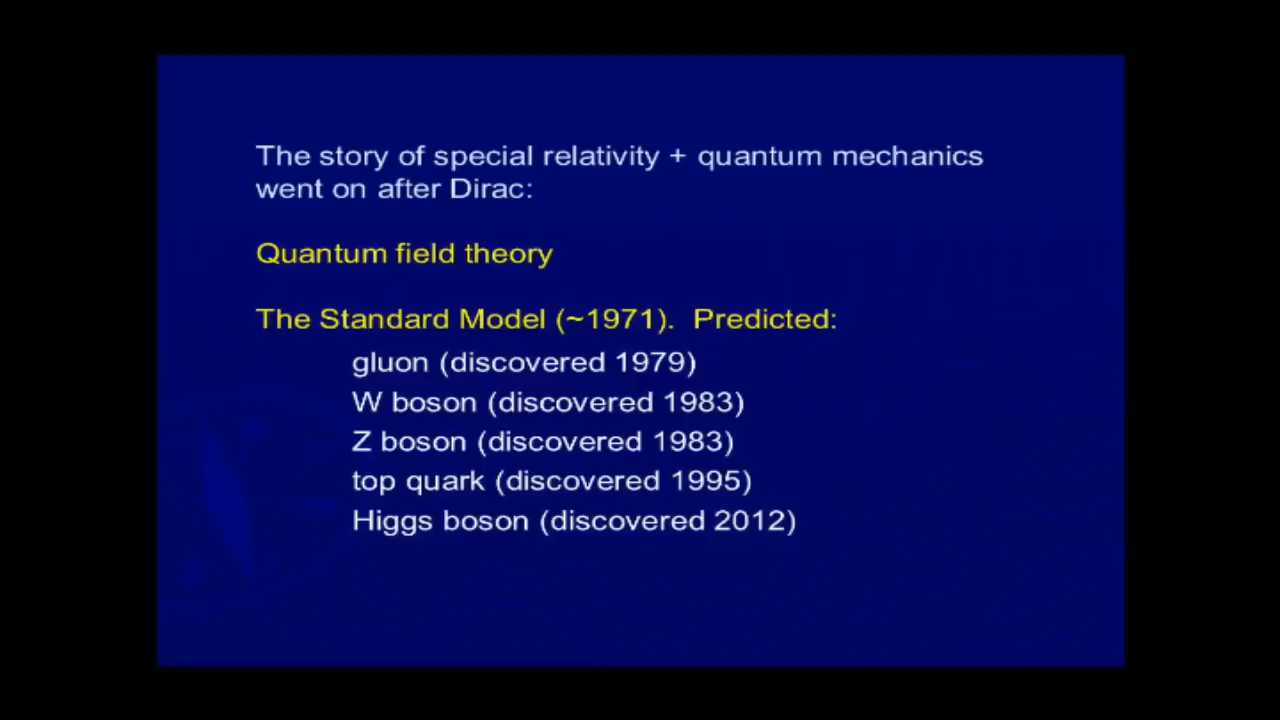 The story of special relativity + quantum mechanics
went on after Dirac:
Quantum field theory
The Standard Model (~1971).  Predicted:
gluon (discovered 1979)
W boson (discovered 1983)
Z boson (discovered 1983)
top quark (discovered 1995)
Higgs boson (discovered 2012)